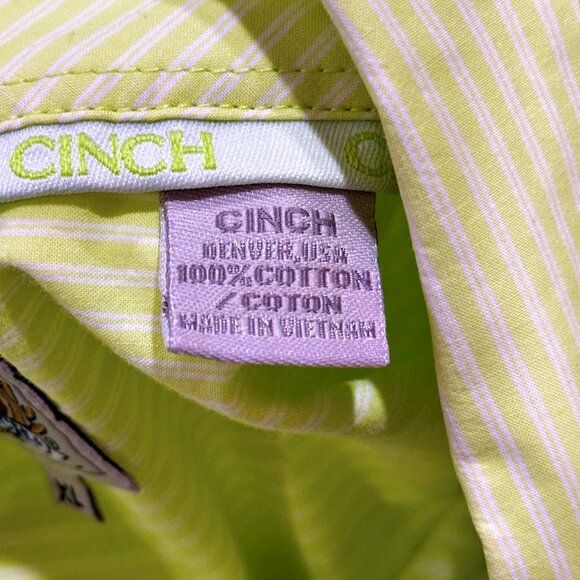 CINCH
CINCH
DENVER, USA
100% COTTON
/ COTON
MADE IN VIETNAM
XL